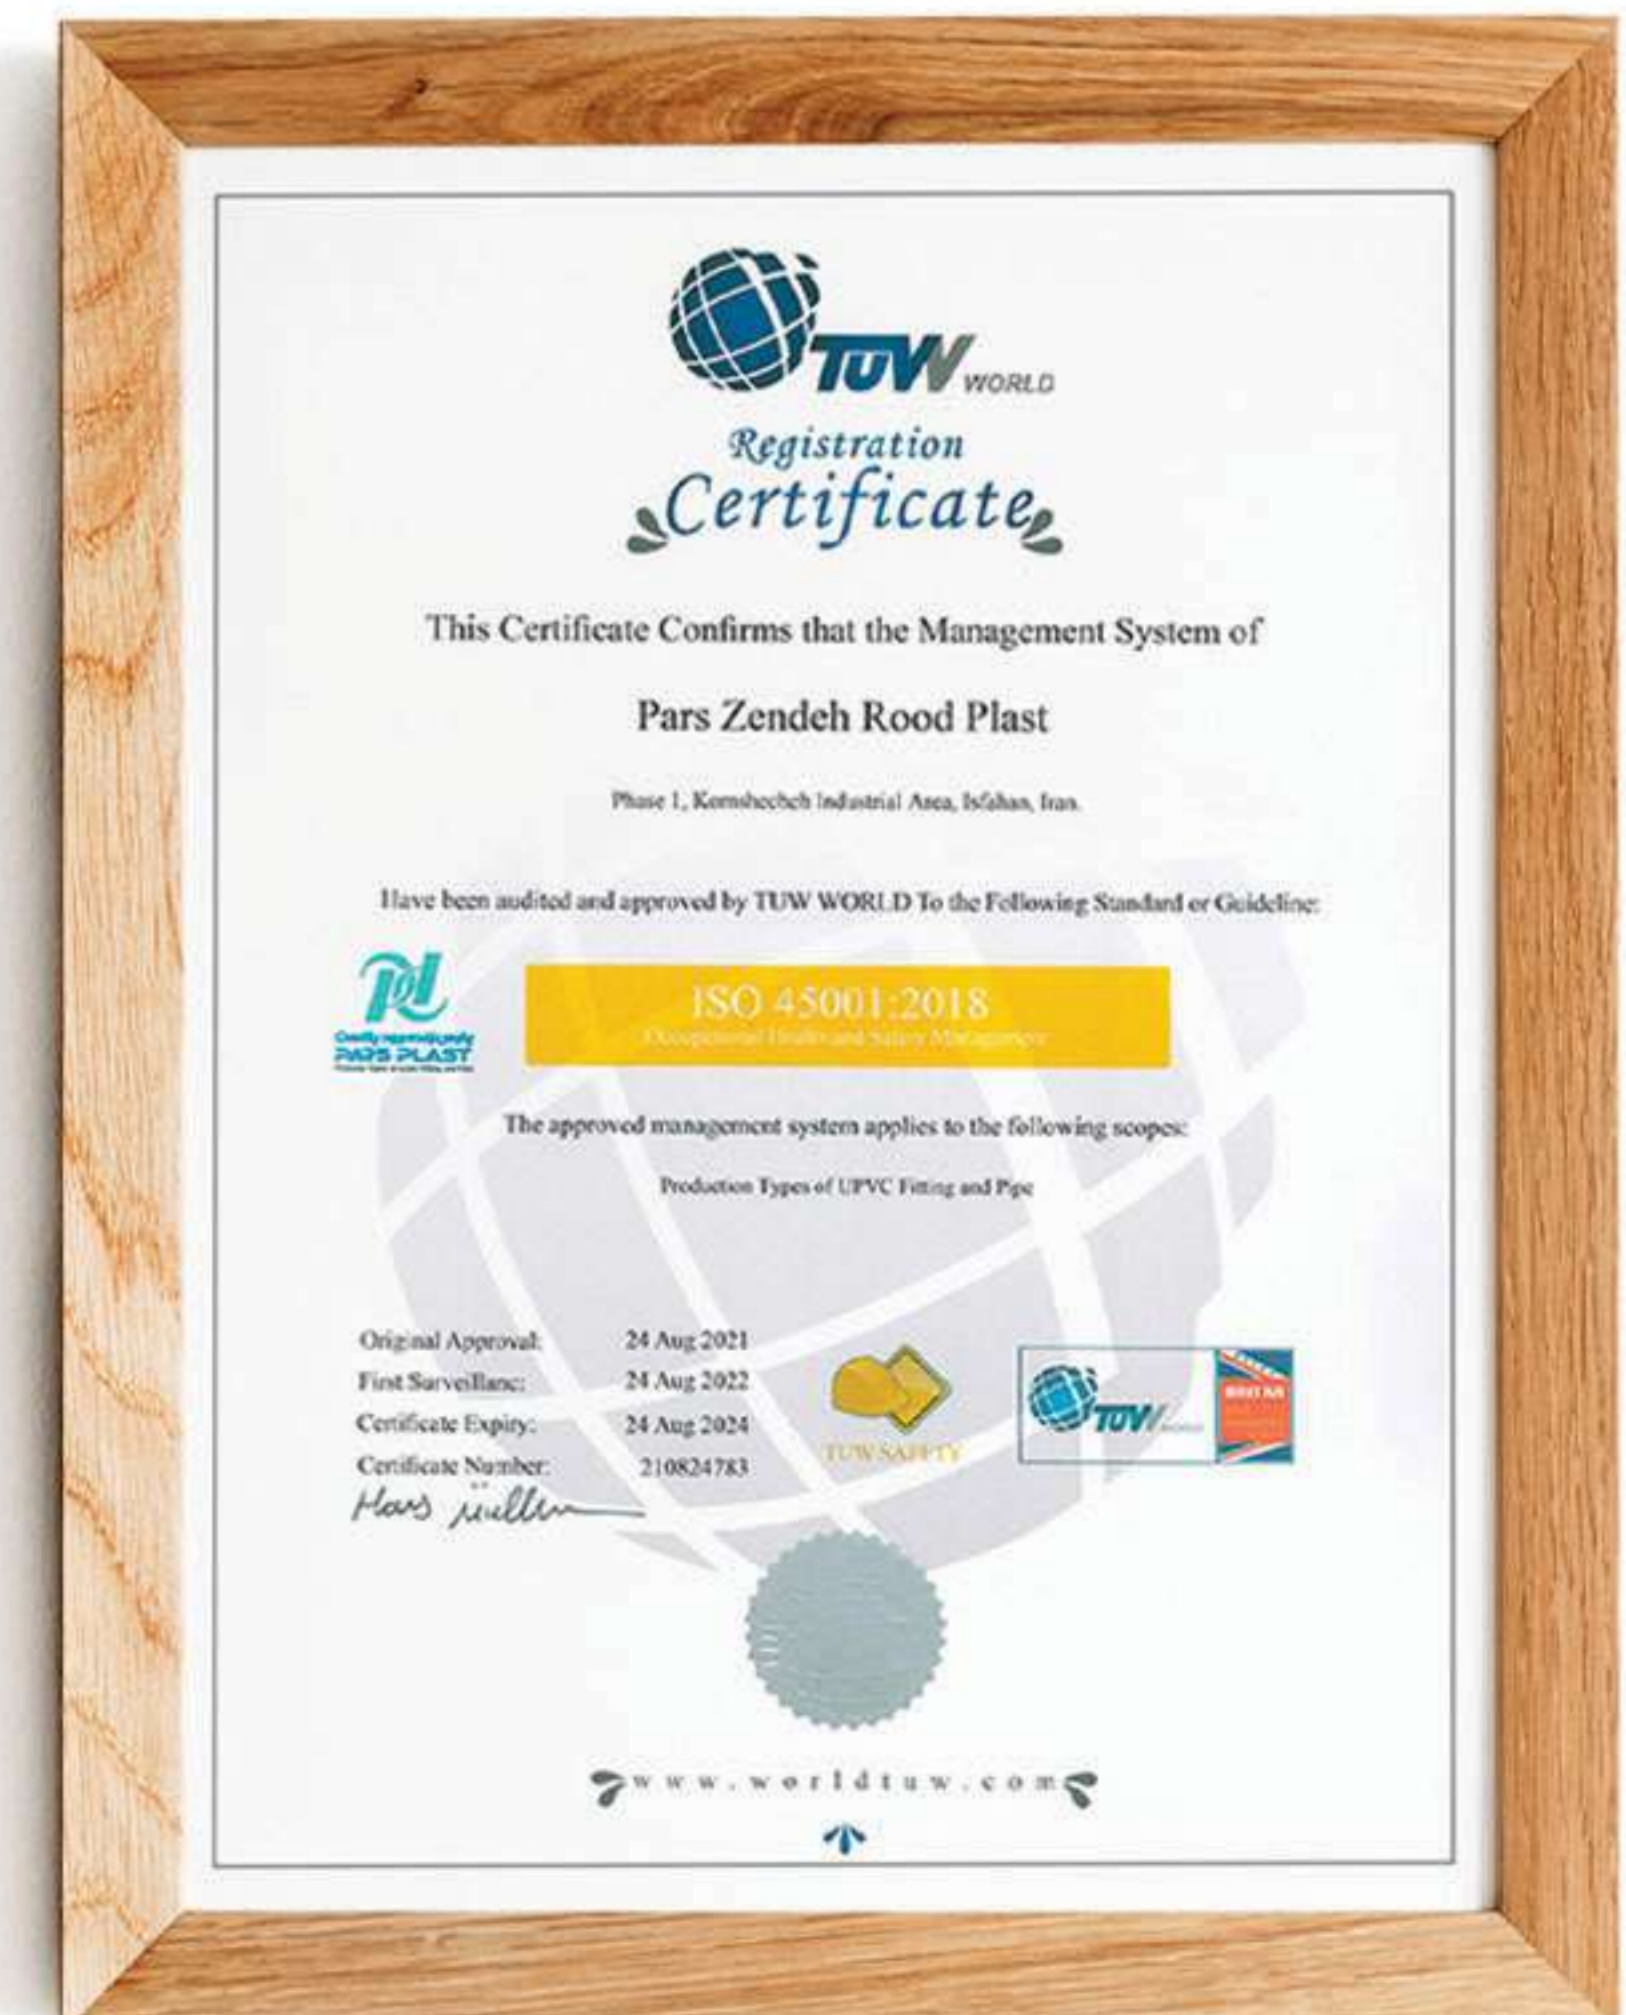 TUW WORLD
Registration
Certificate
This Certificate Confirms that the Management System of
Pars Zendeh Rood Plast
Phase 1, Komshecheh Industrial Area, Isfahan, Iran.
Have been audited and approved by TUW WORLD To the Following Standard or Guideline:
PARS PLAST
ISO 45001:2018
Occupational Health and Safety Management
The approved management system applies to the following scopes:
Production Types of UPVC Fitting and Pipe
Original Approval: 24 Aug 2021
First Surveillanc: 24 Aug 2022
Certificate Expiry: 24 Aug 2024
Certificate Number: 210824783
TUW SAFETY
TUW
www.worldtuw.com